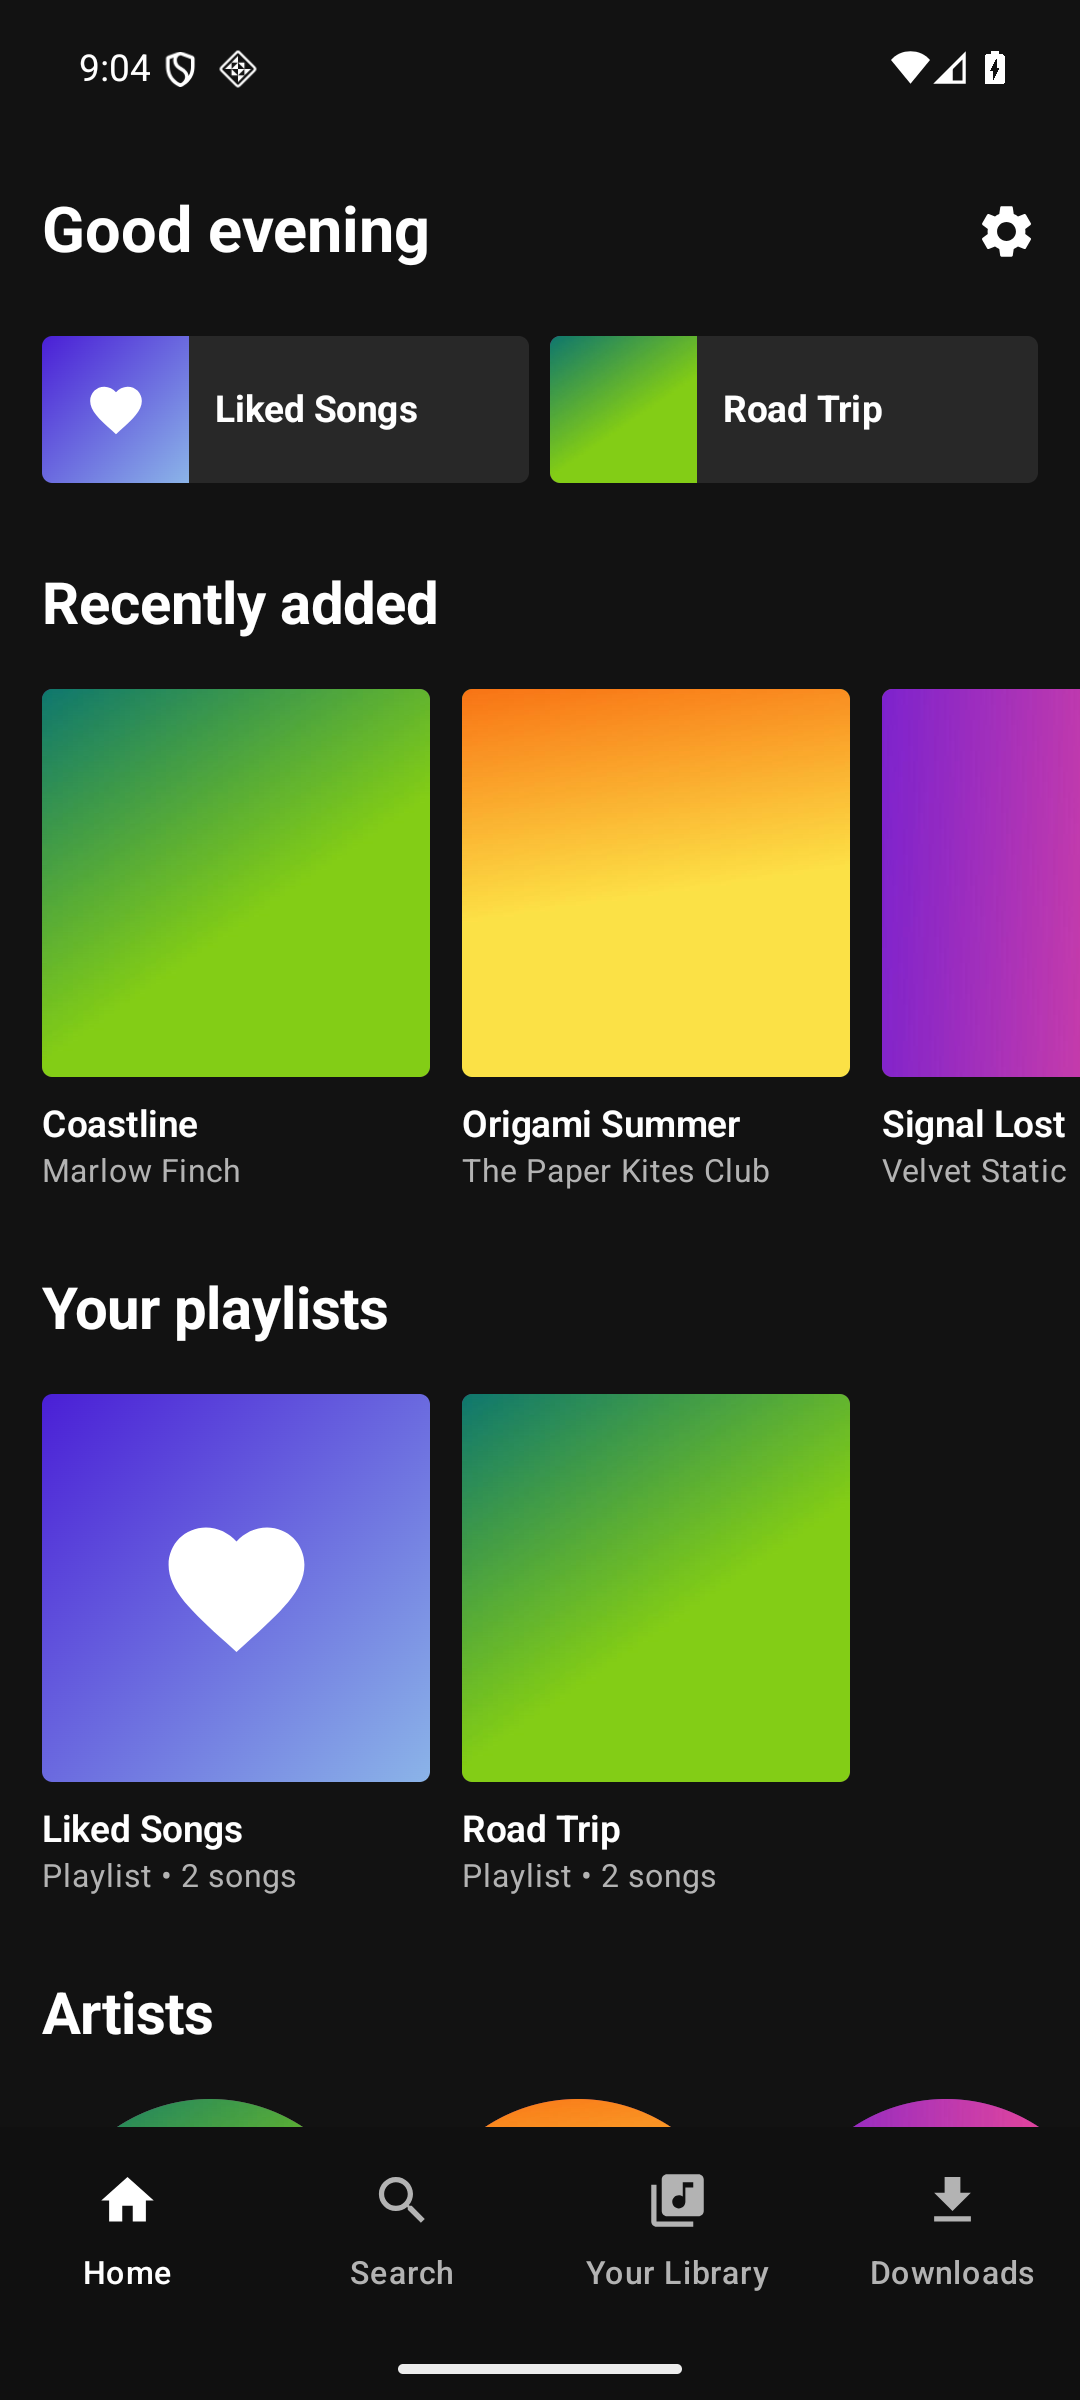 9:04
Good evening
Liked Songs
Road Trip
Recently added
Coastline
Marlow Finch
Origami Summer
The Paper Kites Club
Signal Lost
Velvet Static
Your playlists
Liked Songs
Playlist • 2 songs
Road Trip
Playlist • 2 songs
Artists
Home
Search
Your Library
Downloads